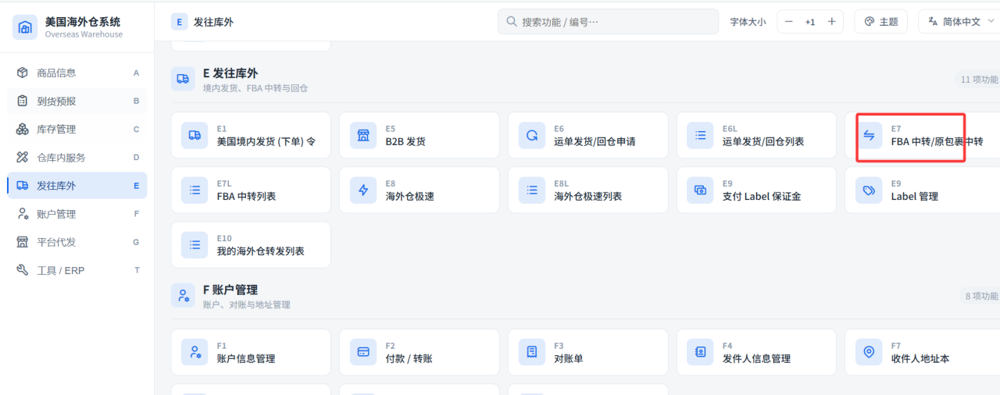 美国海外仓系统
Overseas Warehouse
商品信息 A
到货预报 B
库存管理 C
仓库内服务 D
发往库外 E
账户管理 F
平台代发 G
工具 / ERP T
E 发往库外
搜索功能 / 编号…
字体大小
+1
主题
简体中文
E 发往库外
境内发货、FBA 中转与回仓
11 项功能
E1
美国境内发货 (下单) 令
E5
B2B 发货
E6
运单发货/回仓申请
E6L
运单发货/回仓列表
E7
FBA 中转/原包裹中转
E7L
FBA 中转列表
E8
海外仓极速
E8L
海外仓极速列表
E9
支付 Label 保证金
E9
Label 管理
E10
我的海外仓转发列表
F 账户管理
账户、对账与地址管理
8 项功能
F1
账户信息管理
F2
付款 / 转账
F3
对账单
F4
发件人信息管理
F7
收件人地址本